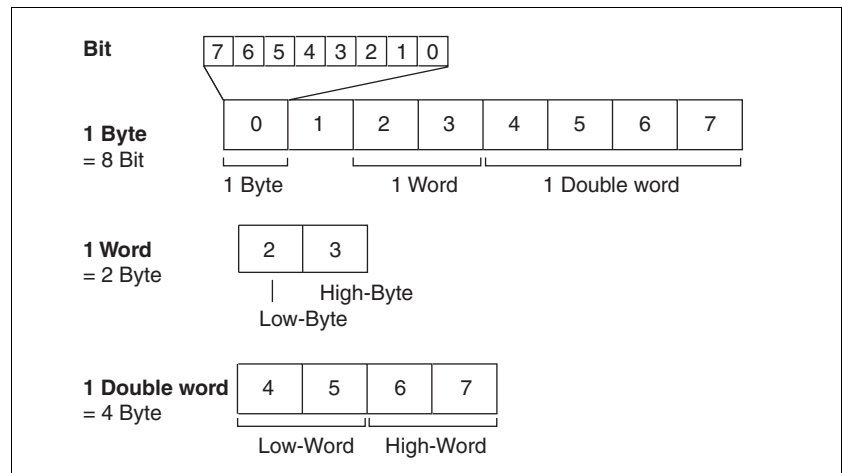 Bit
7 6 5 4 3 2 1 0
0 1 2 3 4 5 6 7
1 Byte
= 8 Bit
1 Byte 1 Word 1 Double word
1 Word
= 2 Byte
2 3
High-Byte
Low-Byte
1 Double word
= 4 Byte
4 5 6 7
Low-Word High-Word